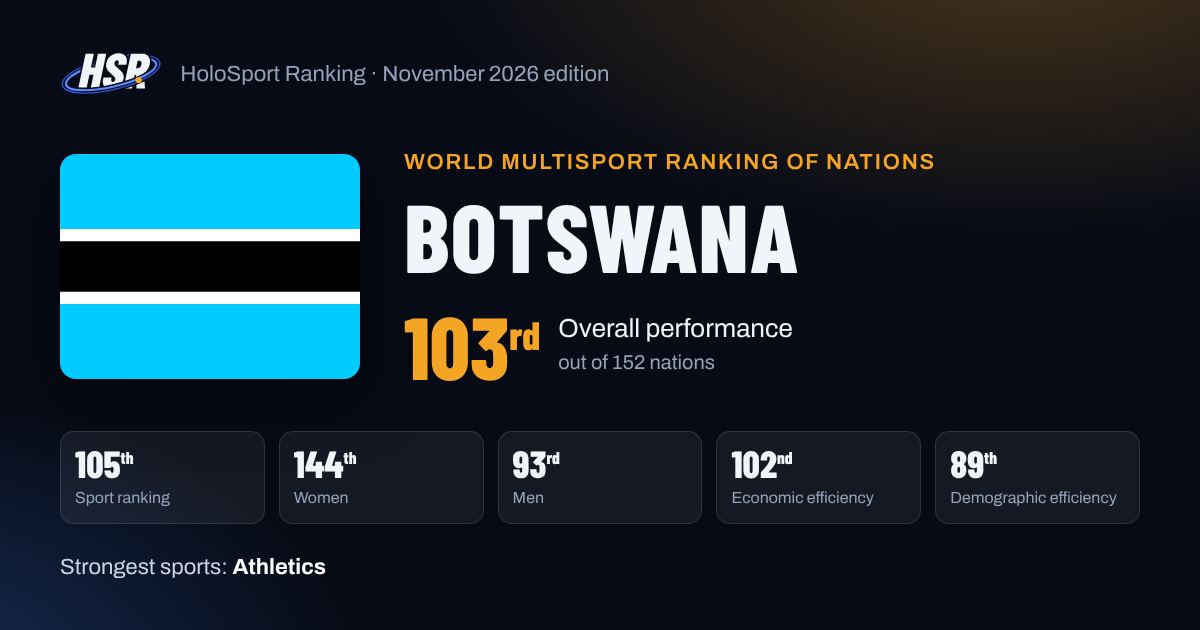 HSR HoloSport Ranking · November 2026 edition
WORLD MULTISPORT RANKING OF NATIONS
BOTSWANA
103rd Overall performance
out of 152 nations
105th
Sport ranking
144th
Women
93rd
Men
102nd
Economic efficiency
89th
Demographic efficiency
Strongest sports: Athletics